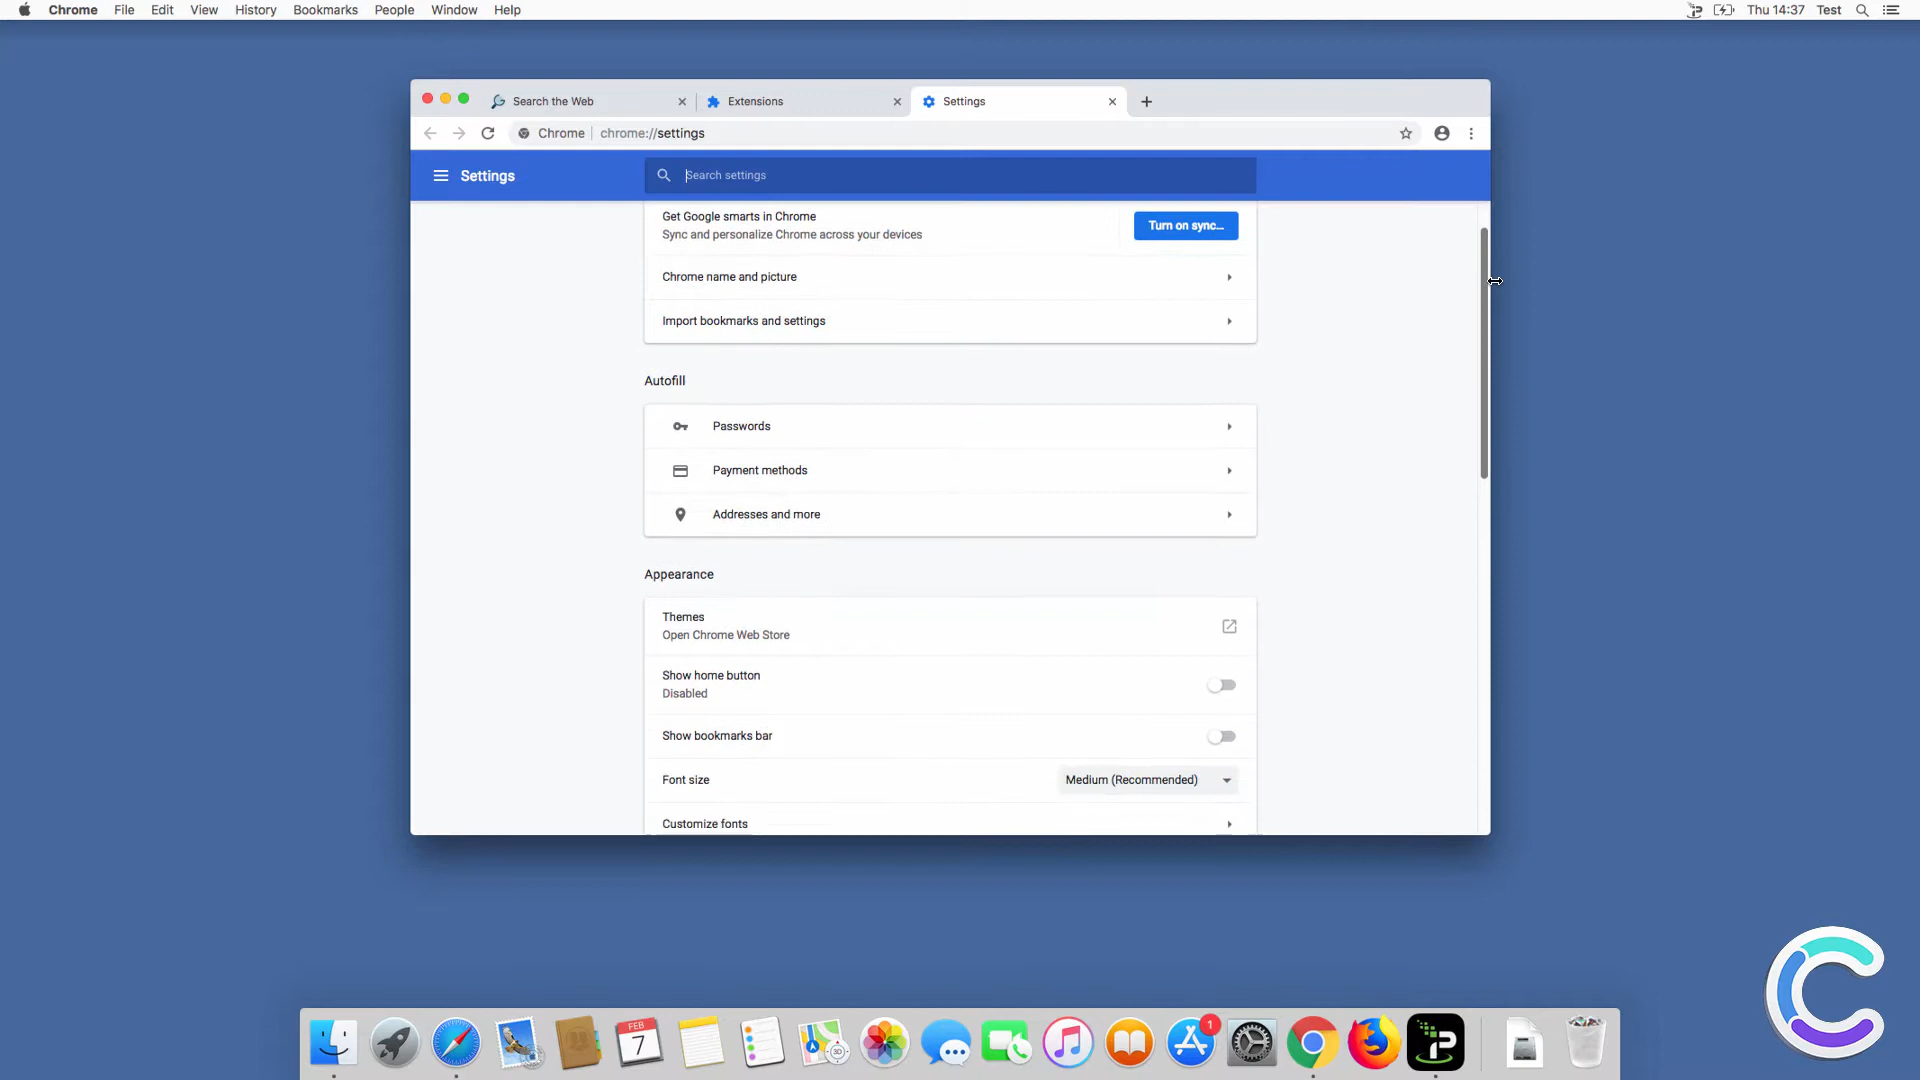 Chrome File Edit View History Bookmarks People Window Help Thu 14:37 Test
Search the Web Extensions Settings
Chrome chrome://settings
Settings Search settings
Get Google smarts in Chrome
Sync and personalize Chrome across your devices
Turn on sync...
Chrome name and picture
Import bookmarks and settings
Autofill
Passwords
Payment methods
Addresses and more
Appearance
Themes
Open Chrome Web Store
Show home button
Disabled
Show bookmarks bar
Font size Medium (Recommended)
Customize fonts
FEB
7
3D
1